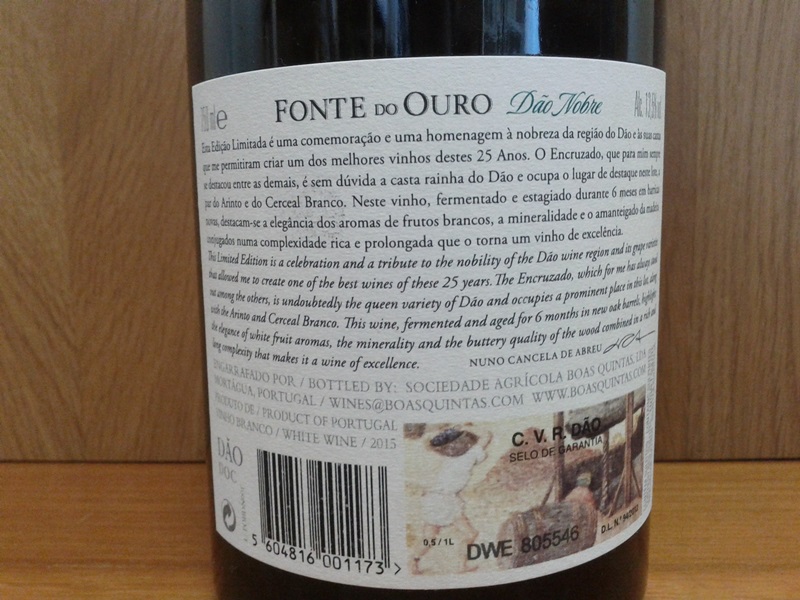 750 ml e FONTE DO OURO Dão Nobre Alc. 13,5% vol.
Esta Edição Limitada é uma comemoração e uma homenagem à nobreza da região do Dão e às suas castas
que me permitiram criar um dos melhores vinhos destes 25 Anos. O Encruzado, que para mim sempre
se destacou entre as demais, é sem dúvida a casta rainha do Dão e ocupa o lugar de destaque neste lote, a
par do Arinto e do Cerceal Branco. Neste vinho, fermentado e estagiado durante 6 meses em barricas
novas, destacam-se a elegância dos aromas de frutos brancos, a mineralidade e o amanteigado da madeira
conjugados numa complexidade rica e prolongada que o torna um vinho de excelência.
This Limited Edition is a celebration and a tribute to the nobility of the Dão wine region and its grape varieties
that allowed me to create one of the best wines of these 25 years. The Encruzado, which for me has always stood
out among the others, is undoubtedly the queen variety of Dão and occupies a prominent place in this lot, along
with the Arinto and Cerceal Branco. This wine, fermented and aged for 6 months in new oak barrels, highlights
the elegance of white fruit aromas, the minerality and the buttery quality of the wood combined in a rich and
long complexity that makes it a wine of excellence.
NUNO CANCELA DE ABREU
ENGARRAFADO POR / BOTTLED BY: SOCIEDADE AGRÍCOLA BOAS QUINTAS, LDA
MORTÁGUA, PORTUGAL / WINES@BOASQUINTAS.COM WWW.BOASQUINTAS.COM
PRODUTO DE / PRODUCT OF PORTUGAL
VINHO BRANCO / WHITE WINE / 2015
DÃO
DOC
5 604816 001173 >
C. V. R. DÃO
SELO DE GARANTIA
0,5 / 1L
DWE 805546
D.L. N.º